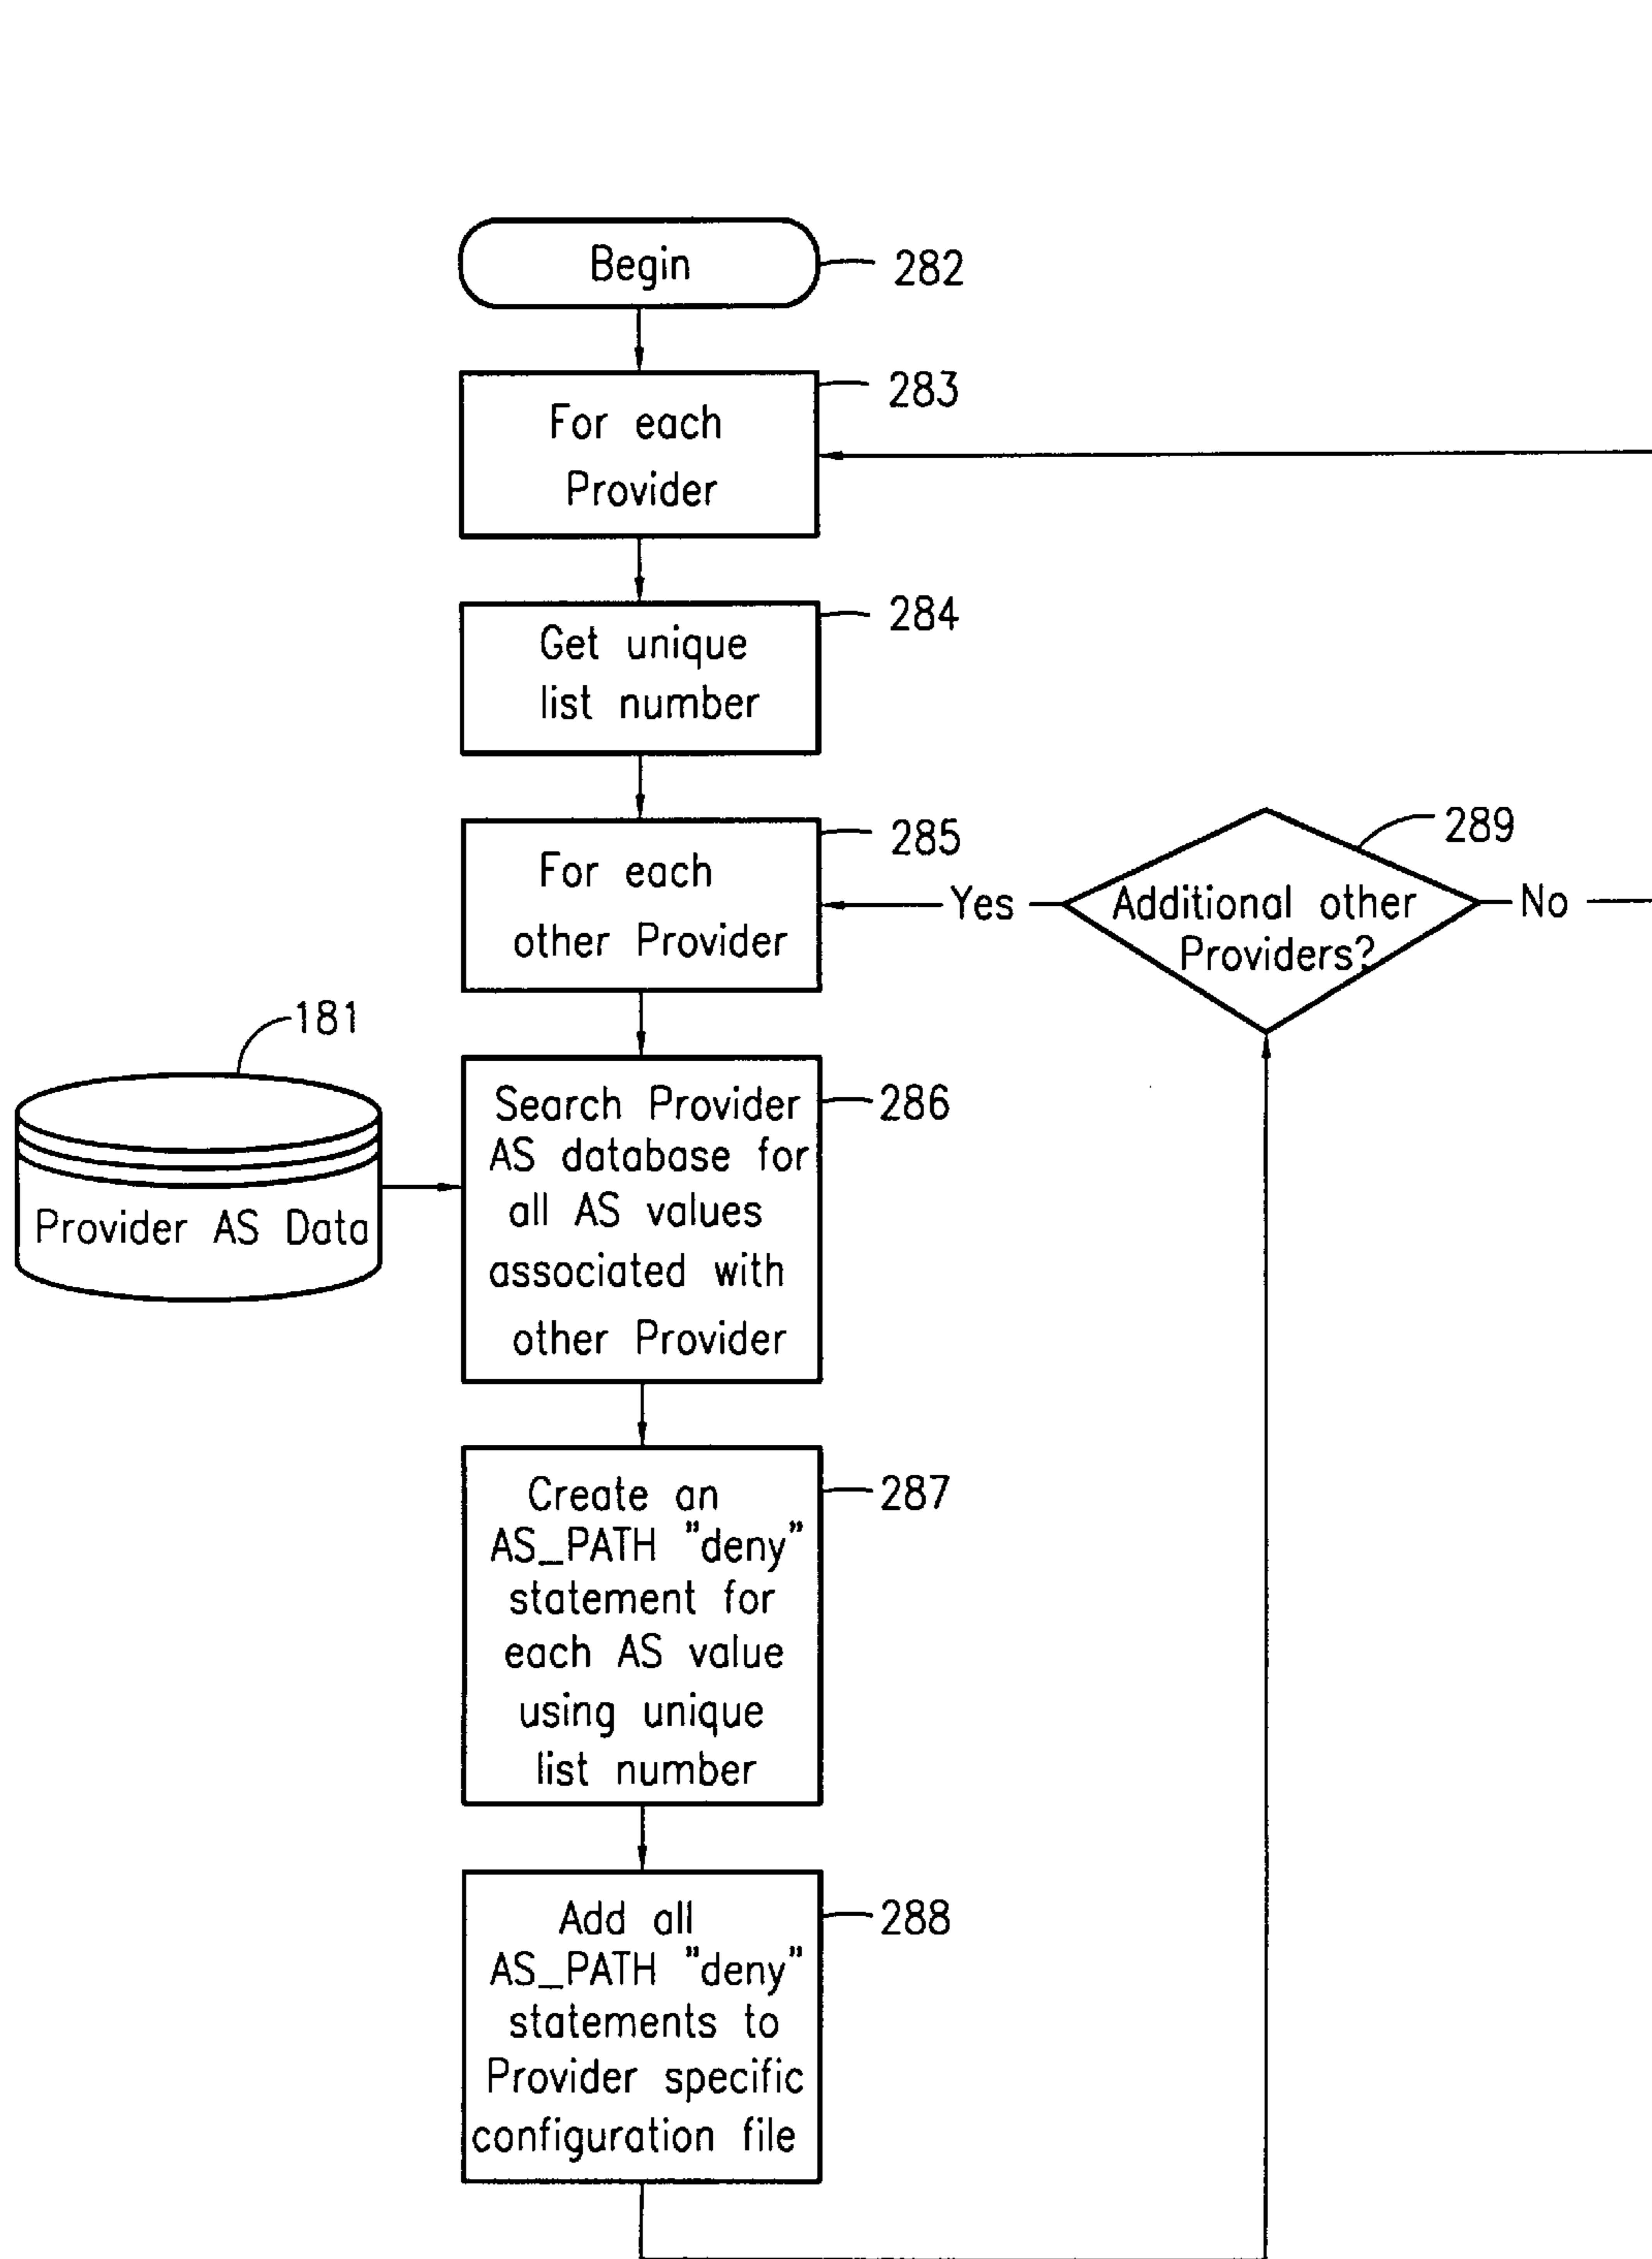 Begin
282
For each
Provider
283
Get unique
list number
284
For each
other Provider
285
Yes
Additional other
Providers?
289
No
181
Provider AS Data
Search Provider
AS database for
all AS values
associated with
other Provider
286
Create an
AS_PATH "deny"
statement for
each AS value
using unique
list number
287
Add all
AS_PATH "deny"
statements to
Provider specific
configuration file
288